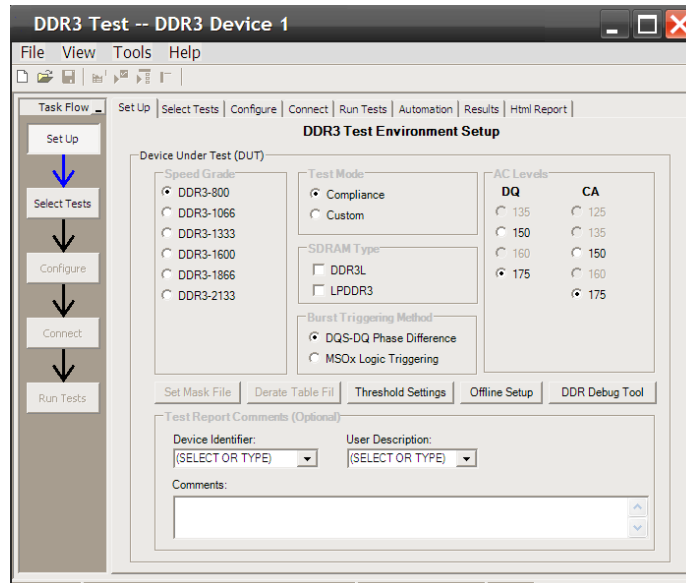 DDR3 Test -- DDR3 Device 1
File View Tools Help
Task Flow
Set Up
Select Tests
Configure
Connect
Run Tests
Set Up Select Tests Configure Connect Run Tests Automation Results Html Report
DDR3 Test Environment Setup
Device Under Test (DUT)
Speed Grade
DDR3-800
DDR3-1066
DDR3-1333
DDR3-1600
DDR3-1866
DDR3-2133
Test Mode
Compliance
Custom
SDRAM Type
DDR3L
LPDDR3
Burst Triggering Method
DQS-DQ Phase Difference
MSOx Logic Triggering
AC Levels
DQ CA
135 125
150 135
160 150
175 160
175
Set Mask File Derate Table Fil Threshold Settings Offline Setup DDR Debug Tool
Test Report Comments (Optional)
Device Identifier: User Description:
(SELECT OR TYPE) (SELECT OR TYPE)
Comments: